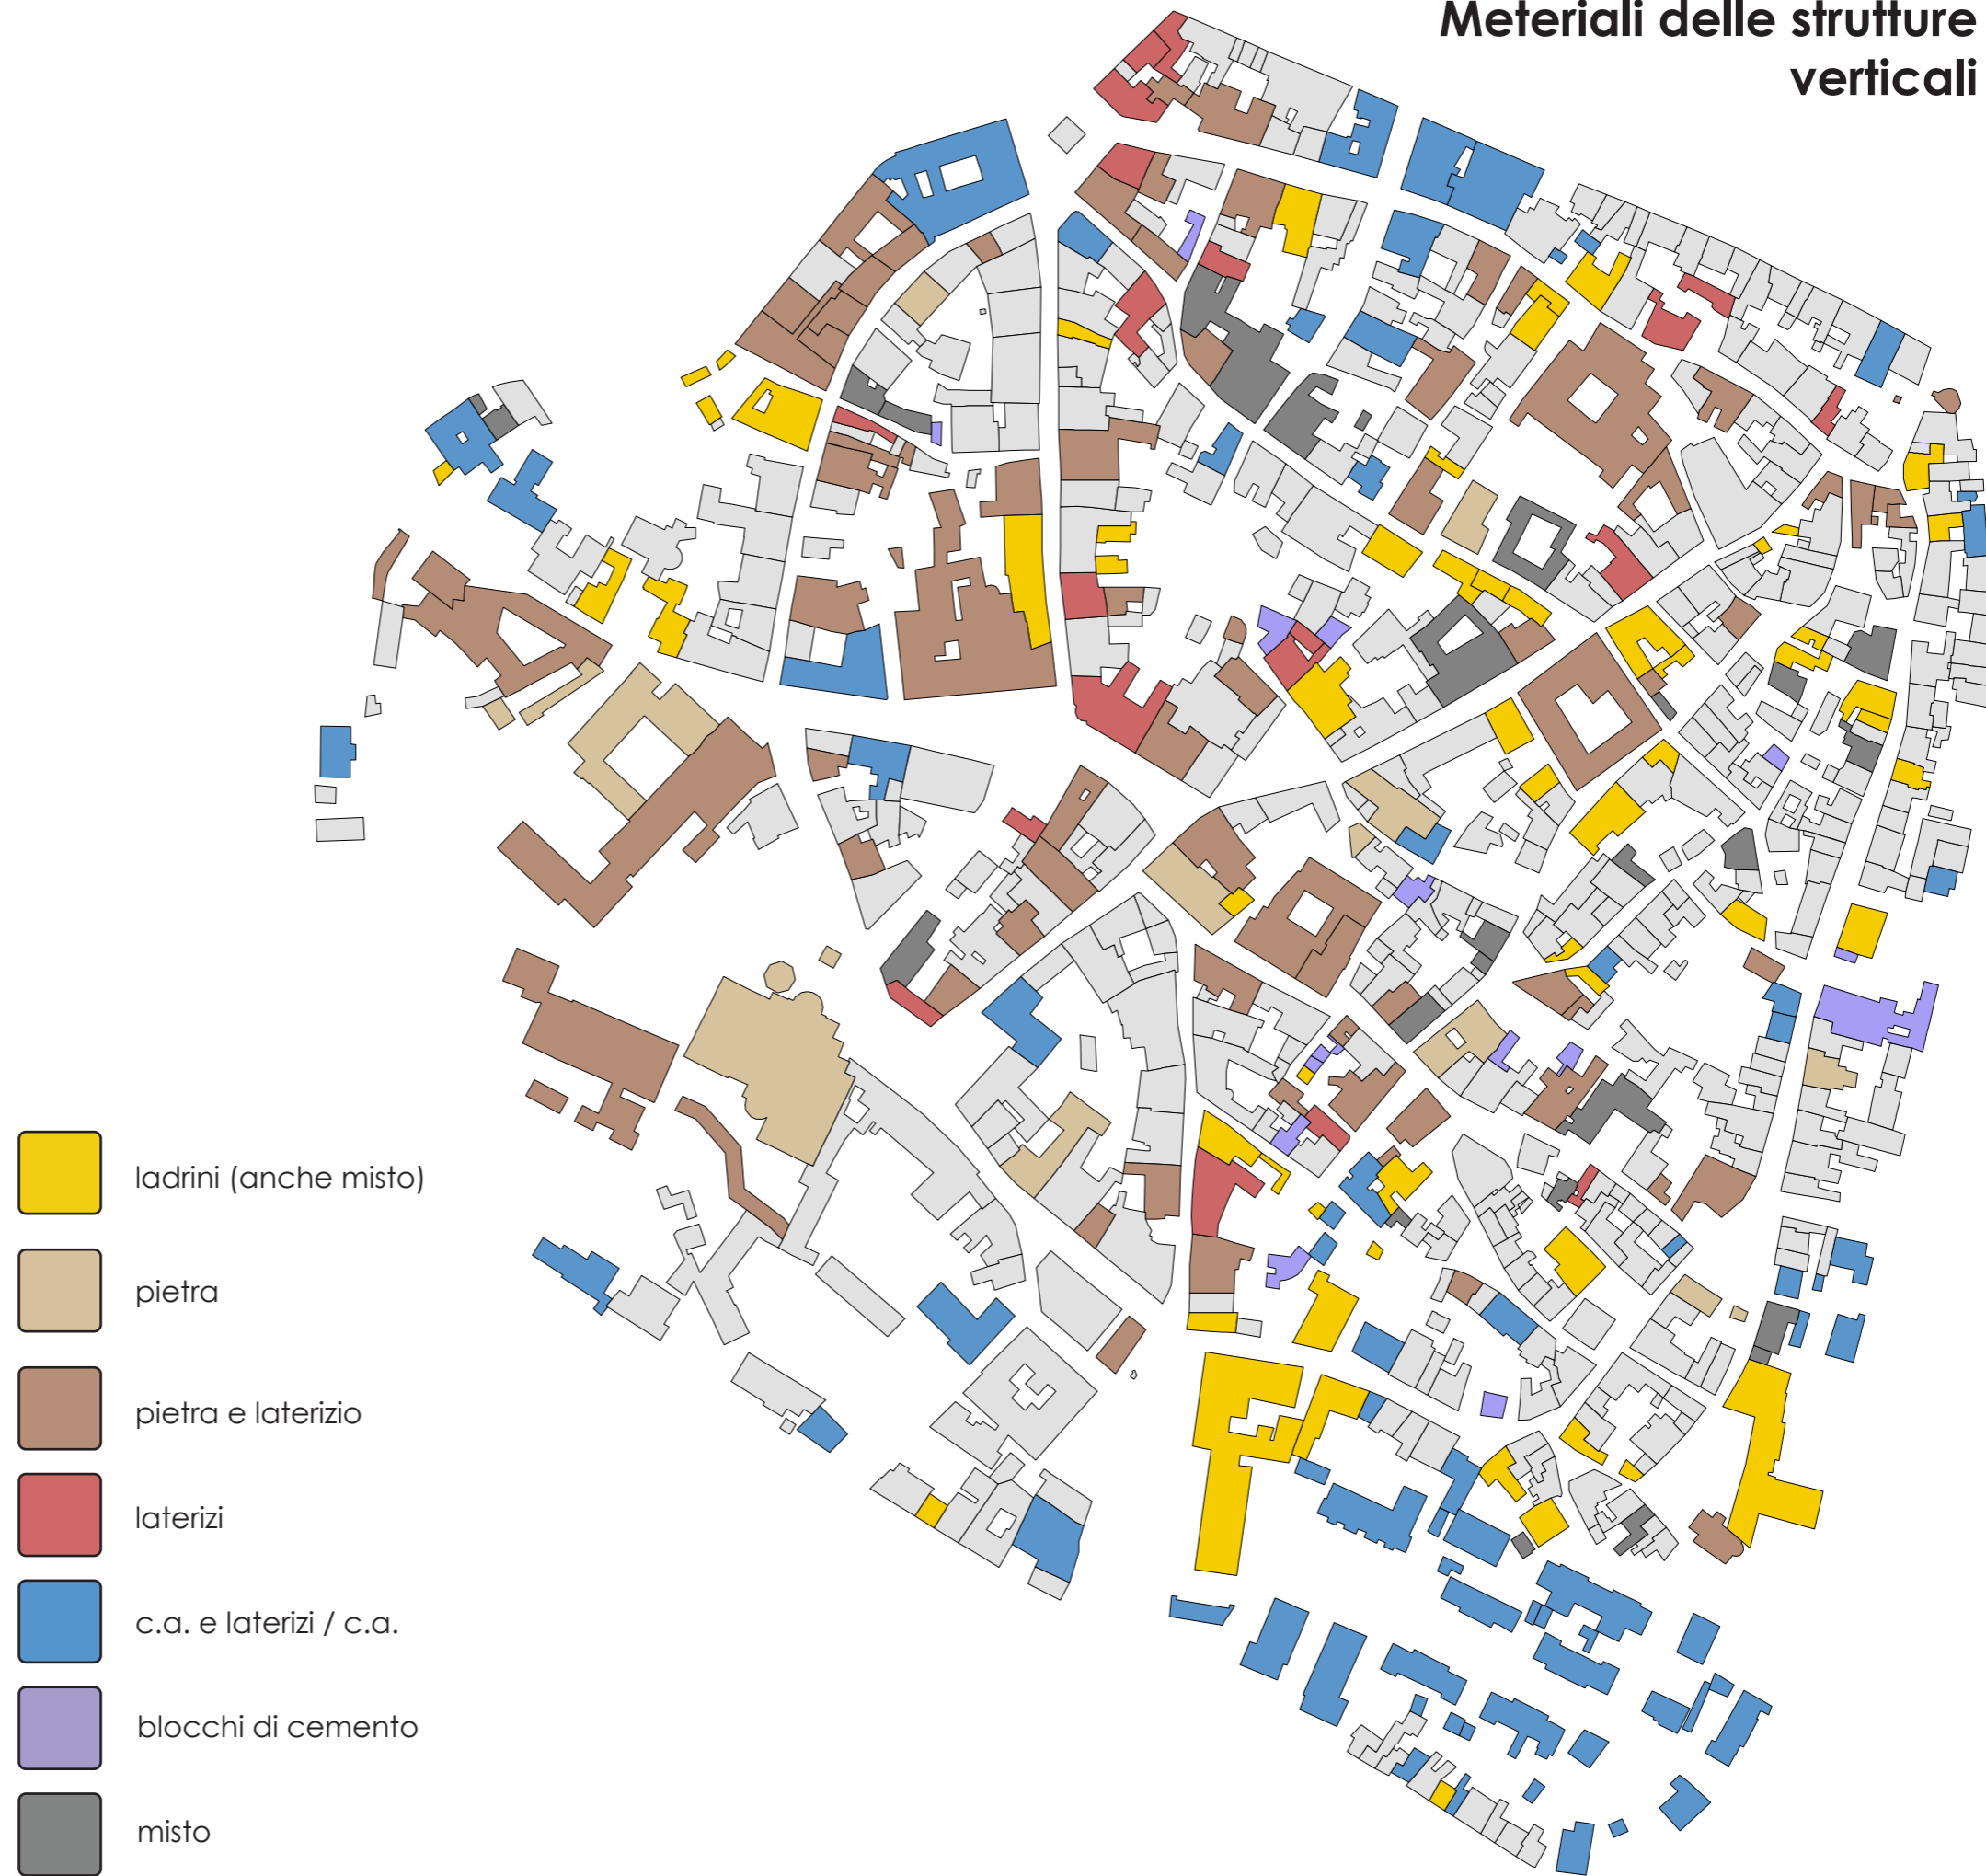 Meteriali delle strutture
verticali
ladrini (anche misto)
pietra
pietra e laterizio
laterizi
c.a. e laterizi / c.a.
blocchi di cemento
misto